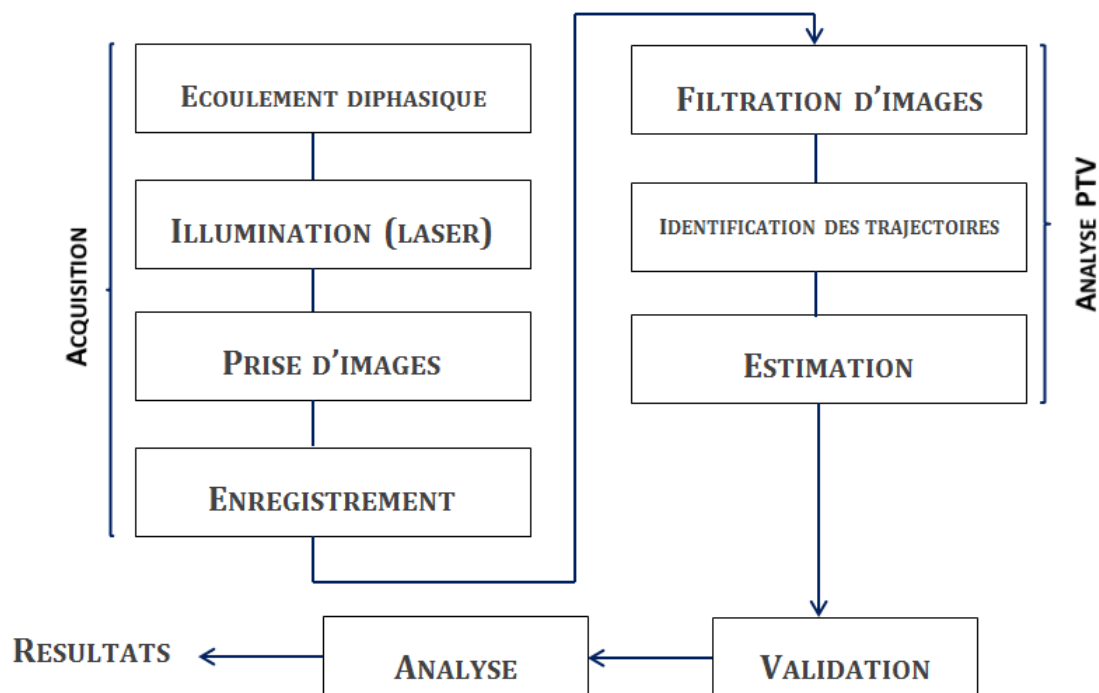 ACQUISITION
ECOULEMENT DIPHASIQUE
ILLUMINATION (LASER)
PRISE D'IMAGES
ENREGISTREMENT
FILTRATION D'IMAGES
IDENTIFICATION DES TRAJECTOIRES
ESTIMATION
ANALYSE PTV
VALIDATION
ANALYSE
RESULTATS